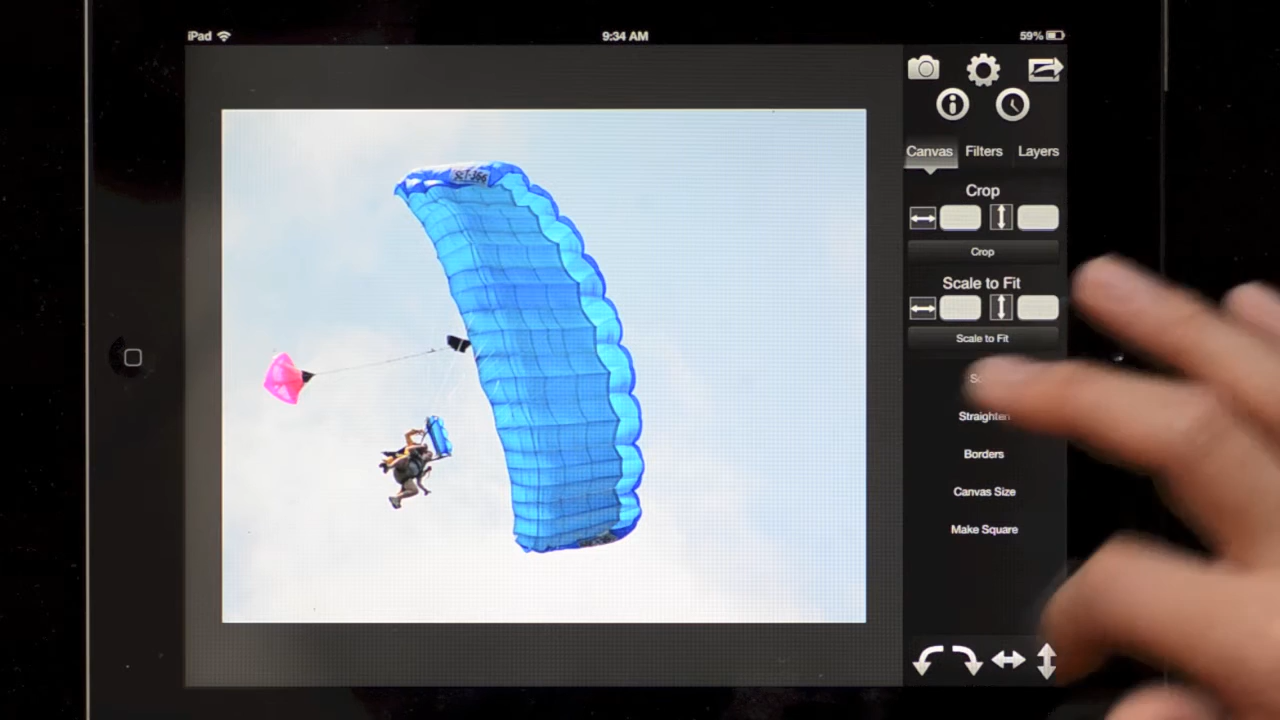 iPad
9:34 AM
59%
Canvas Filters Layers
Crop
Crop
Scale to Fit
Scale to Fit
Straighten
Borders
Canvas Size
Make Square